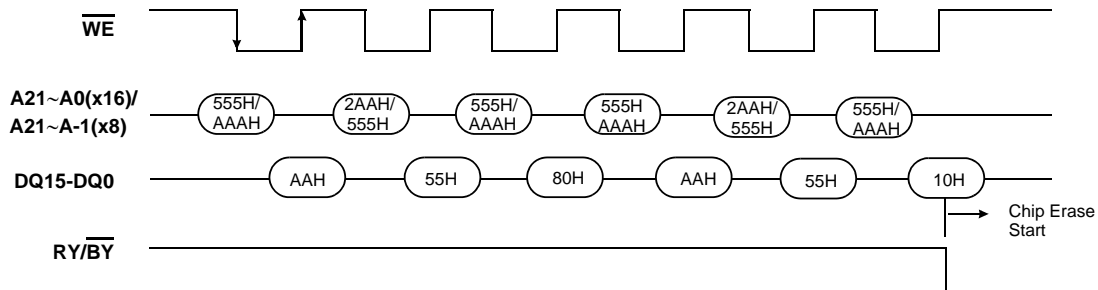 WE
A21~A0(x16)/
A21~A-1(x8)
555H/
AAAH
2AAH/
555H
555H/
AAAH
555H
AAAH
2AAH/
555H
555H/
AAAH
DQ15-DQ0
AAH
55H
80H
AAH
55H
10H
Chip Erase
Start
RY/BY